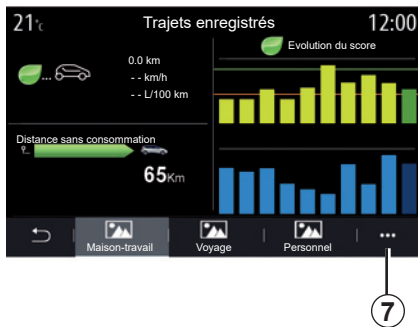 21°c
Trajets enregistrés
12:00
Evolution du score
...
0.0 km
- - km/h
- - L/100 km
Distance sans consommation
65Km
Maison-travail
Voyage
Personnel
...
7